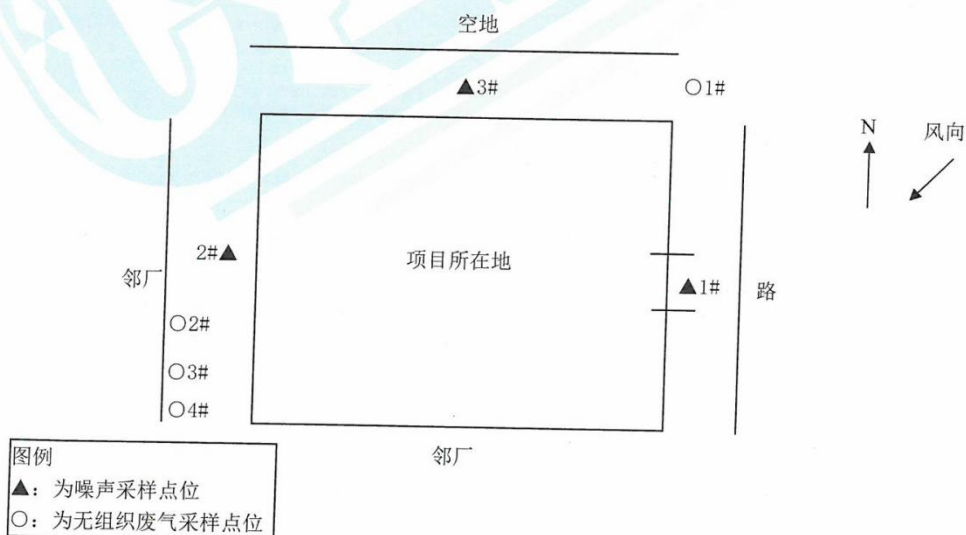 空地
▲3#
○1#
N
风向
2#▲
项目所在地
邻厂
▲1#
路
○2#
○3#
○4#
邻厂
图例
▲：为噪声采样点位
○：为无组织废气采样点位